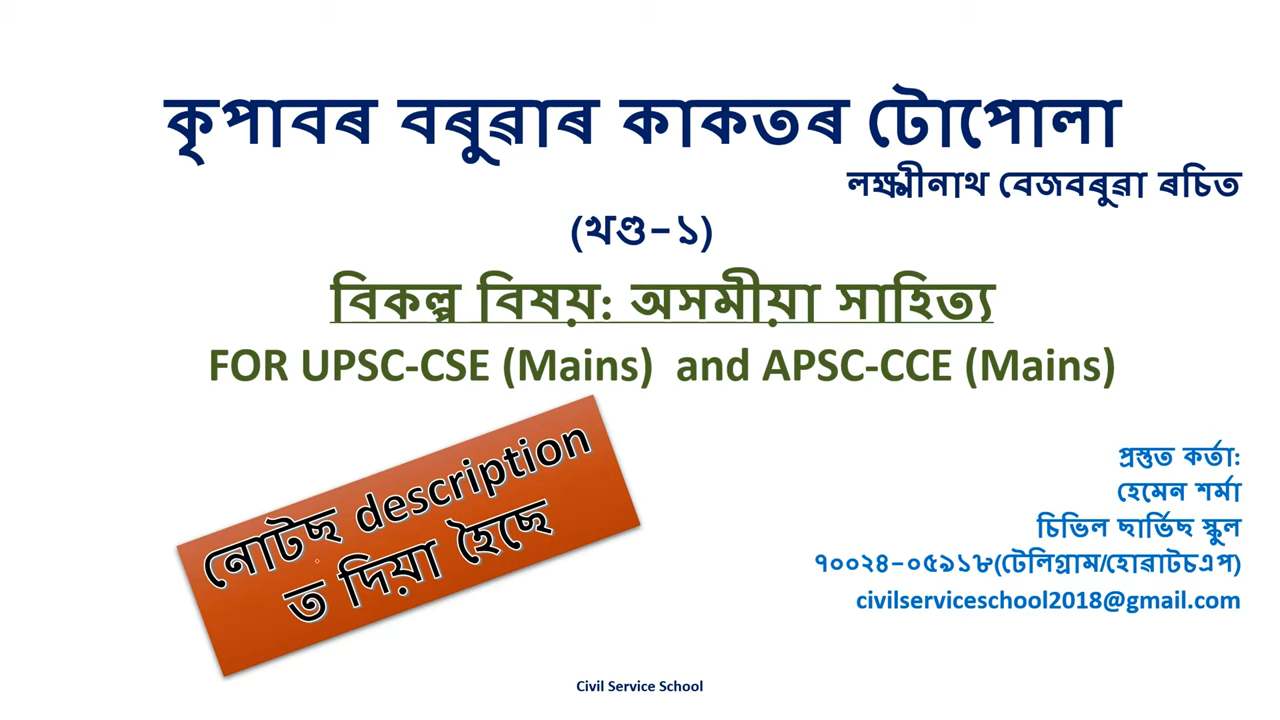 কৃপাবৰ বৰুৱাৰ কাকতৰ টোপোলা
লক্ষ্মীনাথ বেজবৰুৱা ৰচিত
(খণ্ড–১)
বিকল্প বিষয়: অসমীয়া সাহিত্য
FOR UPSC-CSE (Mains) and APSC-CCE (Mains)
নোটছ description
ত দিয়া হৈছে
প্ৰস্তুত কৰ্তা:
হেমেন শৰ্মা
চিভিল ছাৰ্ভিছ স্কুল
৭০০২৪–০৫৯১৮(টেলিগ্ৰাম/হোৱাটচএপ)
civilserviceschool2018@gmail.com
Civil Service School